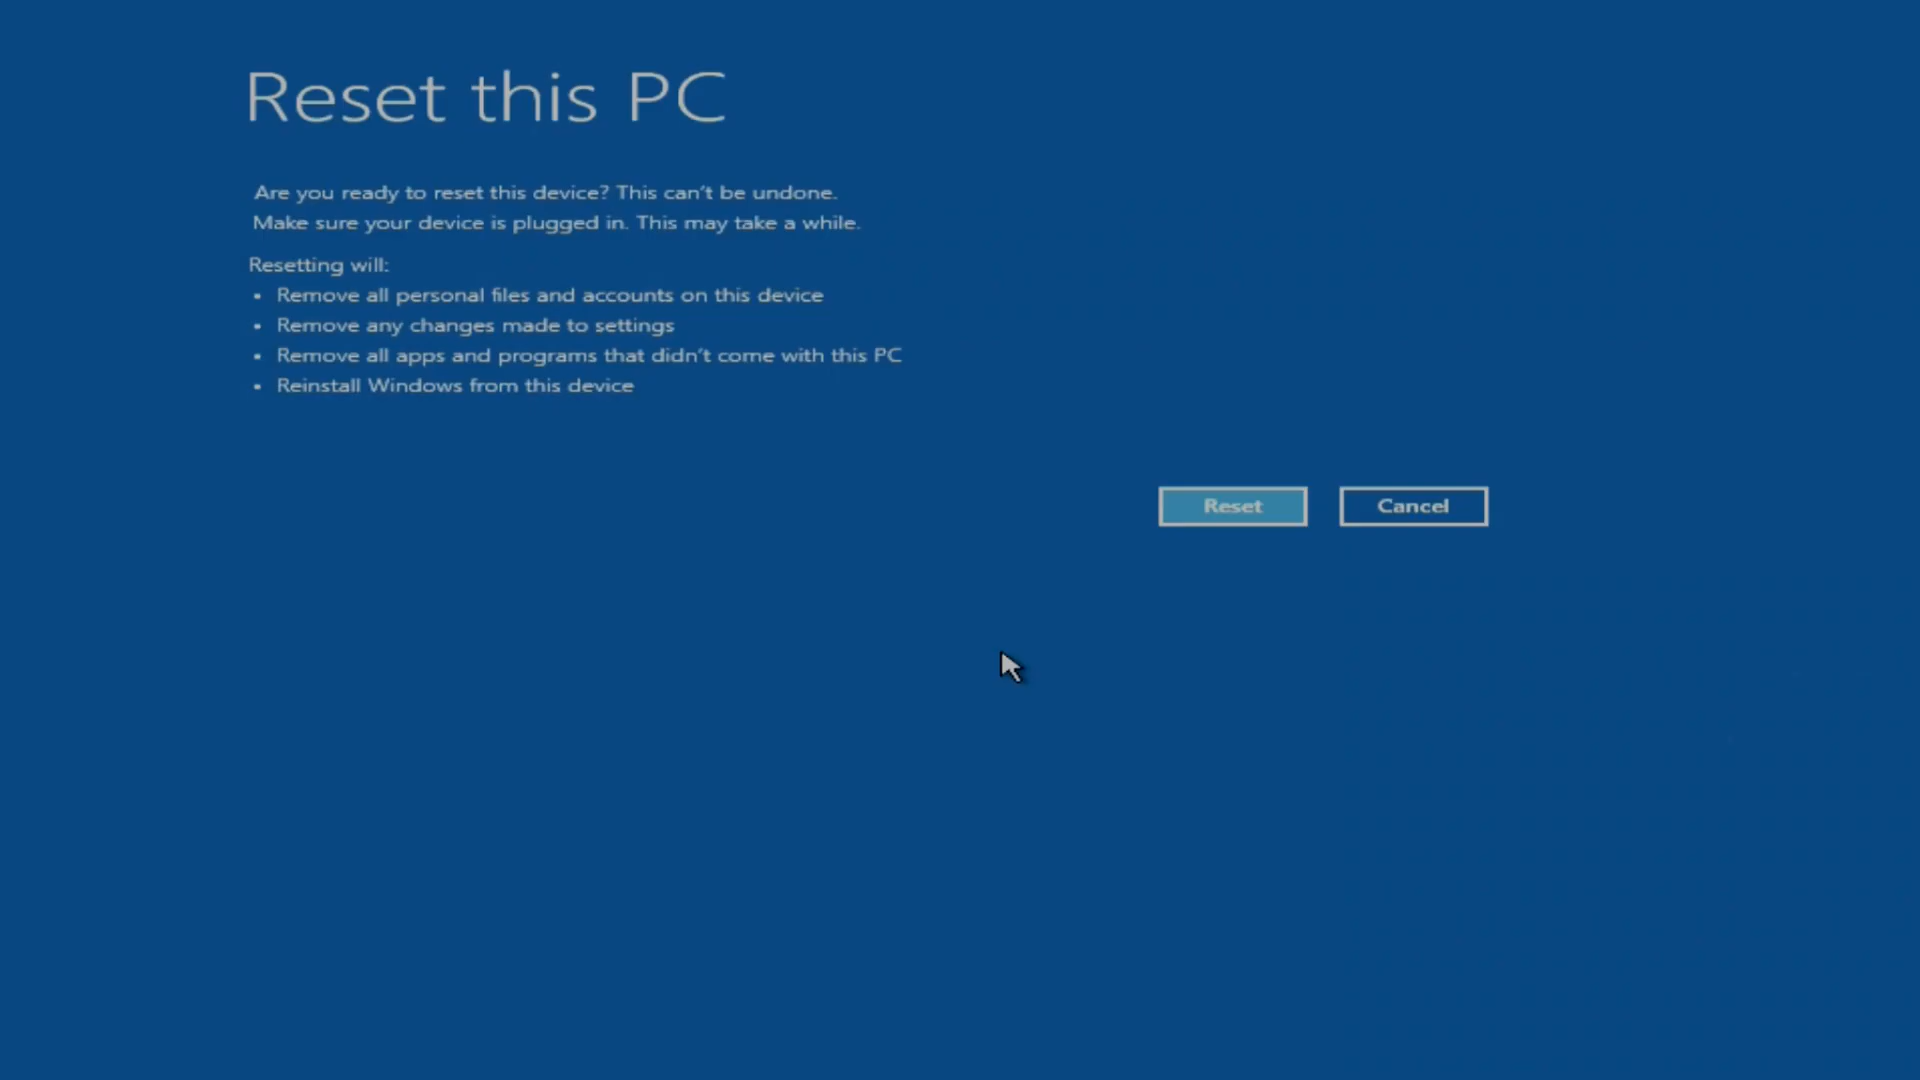 Reset this PC
Are you ready to reset this device? This can't be undone.
Make sure your device is plugged in. This may take a while.
Resetting will:
• Remove all personal files and accounts on this device
• Remove any changes made to settings
• Remove all apps and programs that didn't come with this PC
• Reinstall Windows from this device
Reset Cancel